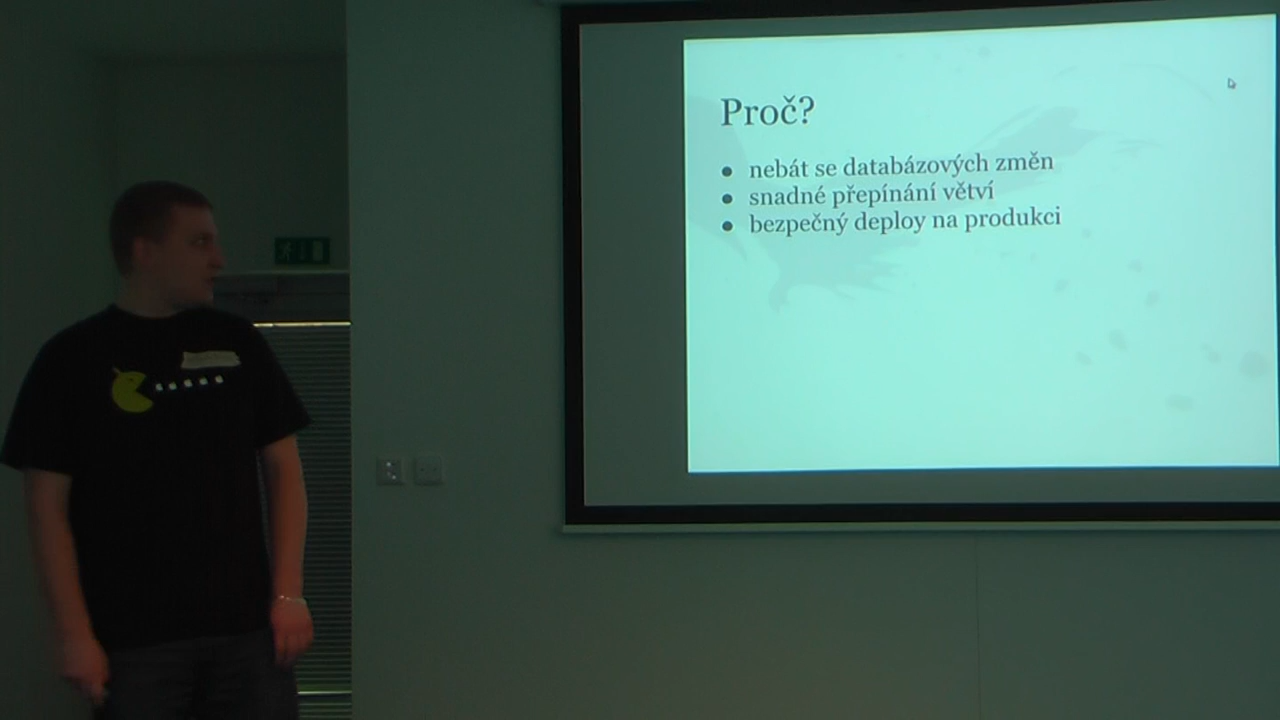 Proč?
nebát se databázových změn
snadné přepínání větví
bezpečný deploy na produkci